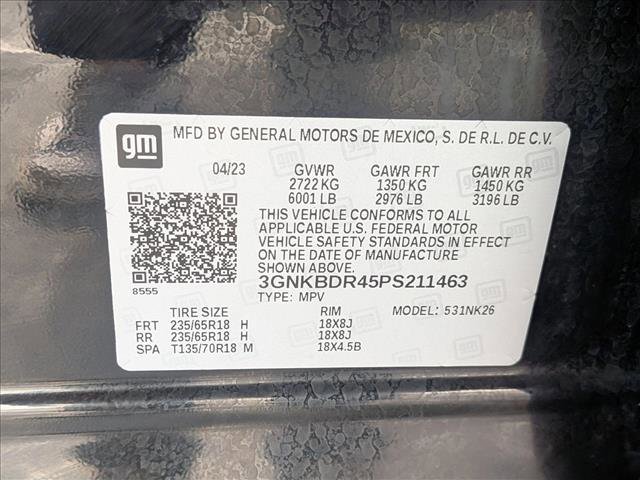 gm MFD BY GENERAL MOTORS DE MEXICO, S. DE R.L. DE C.V.
04/23 GVWR GAWR FRT GAWR RR
2722 KG 1350 KG 1450 KG
6001 LB 2976 LB 3196 LB
THIS VEHICLE CONFORMS TO ALL
APPLICABLE U.S. FEDERAL MOTOR
VEHICLE SAFETY STANDARDS IN EFFECT
ON THE DATE OF MANUFACTURE
SHOWN ABOVE.
3GNKBDR45PS211463
8555 TYPE: MPV MODEL: 531NK26
TIRE SIZE RIM
FRT 235/65R18 H 18X8J
RR 235/65R18 H 18X8J
SPA T135/70R18 M 18X4.5B